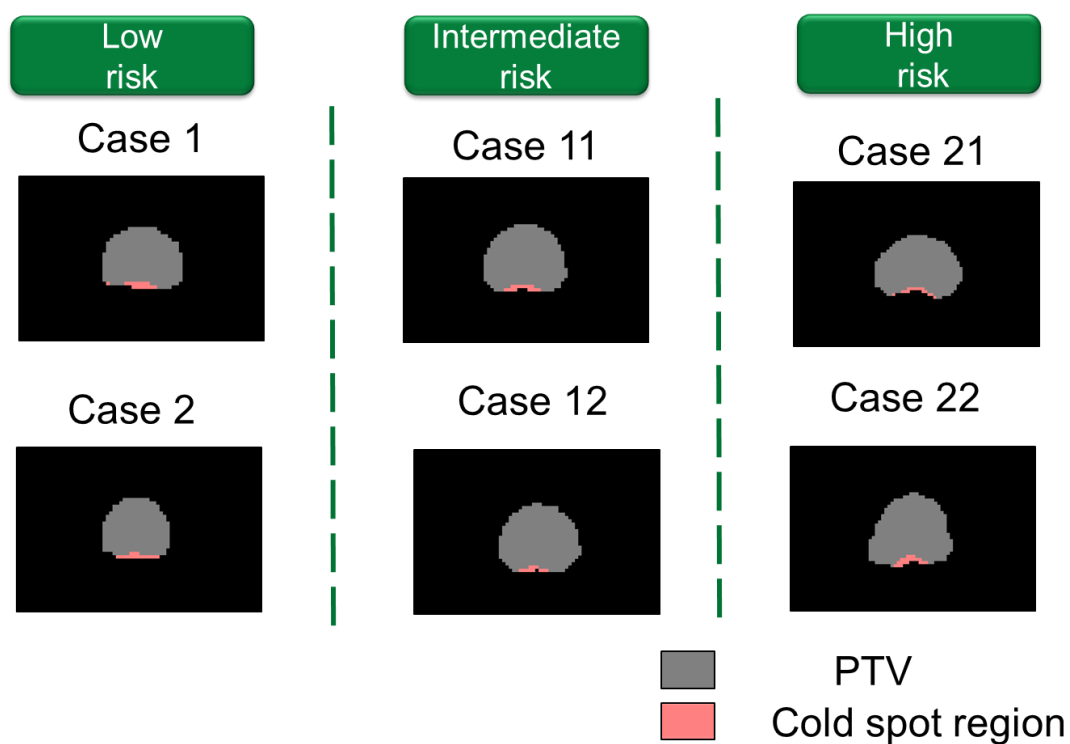 Low
risk
Intermediate
risk
High
risk
Case 1
Case 11
Case 21
Case 2
Case 12
Case 22
PTV
Cold spot region